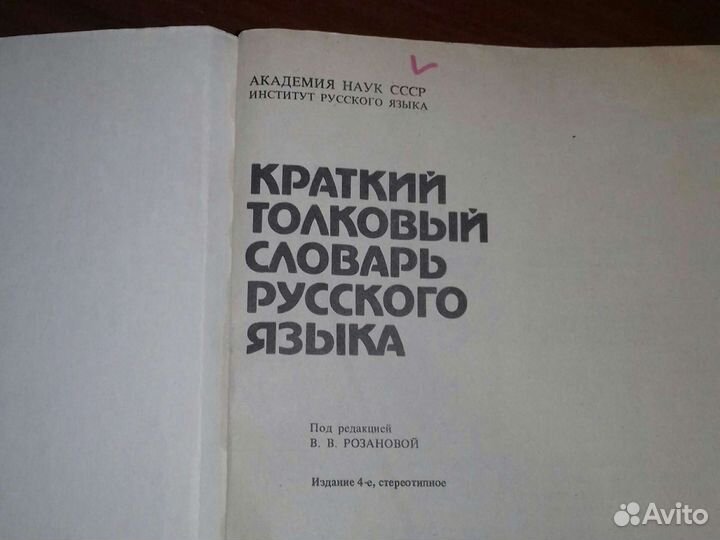 АКАДЕМИЯ НАУК СССР
ИНСТИТУТ РУССКОГО ЯЗЫКА
КРАТКИЙ
ТОЛКОВЫЙ
СЛОВАРЬ
РУССКОГО
ЯЗЫКА
Под редакцией
В. В. РОЗАНОВОЙ
Издание 4-е, стереотипное
Avito